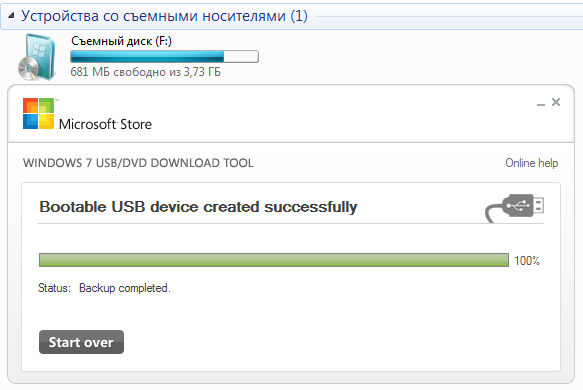 Устройства со съемными носителями (1)
Съемный диск (F:)
681 МБ свободно из 3,73 ГБ
Microsoft Store
WINDOWS 7 USB/DVD DOWNLOAD TOOL
Online help
Bootable USB device created successfully
100%
Status: Backup completed.
Start over